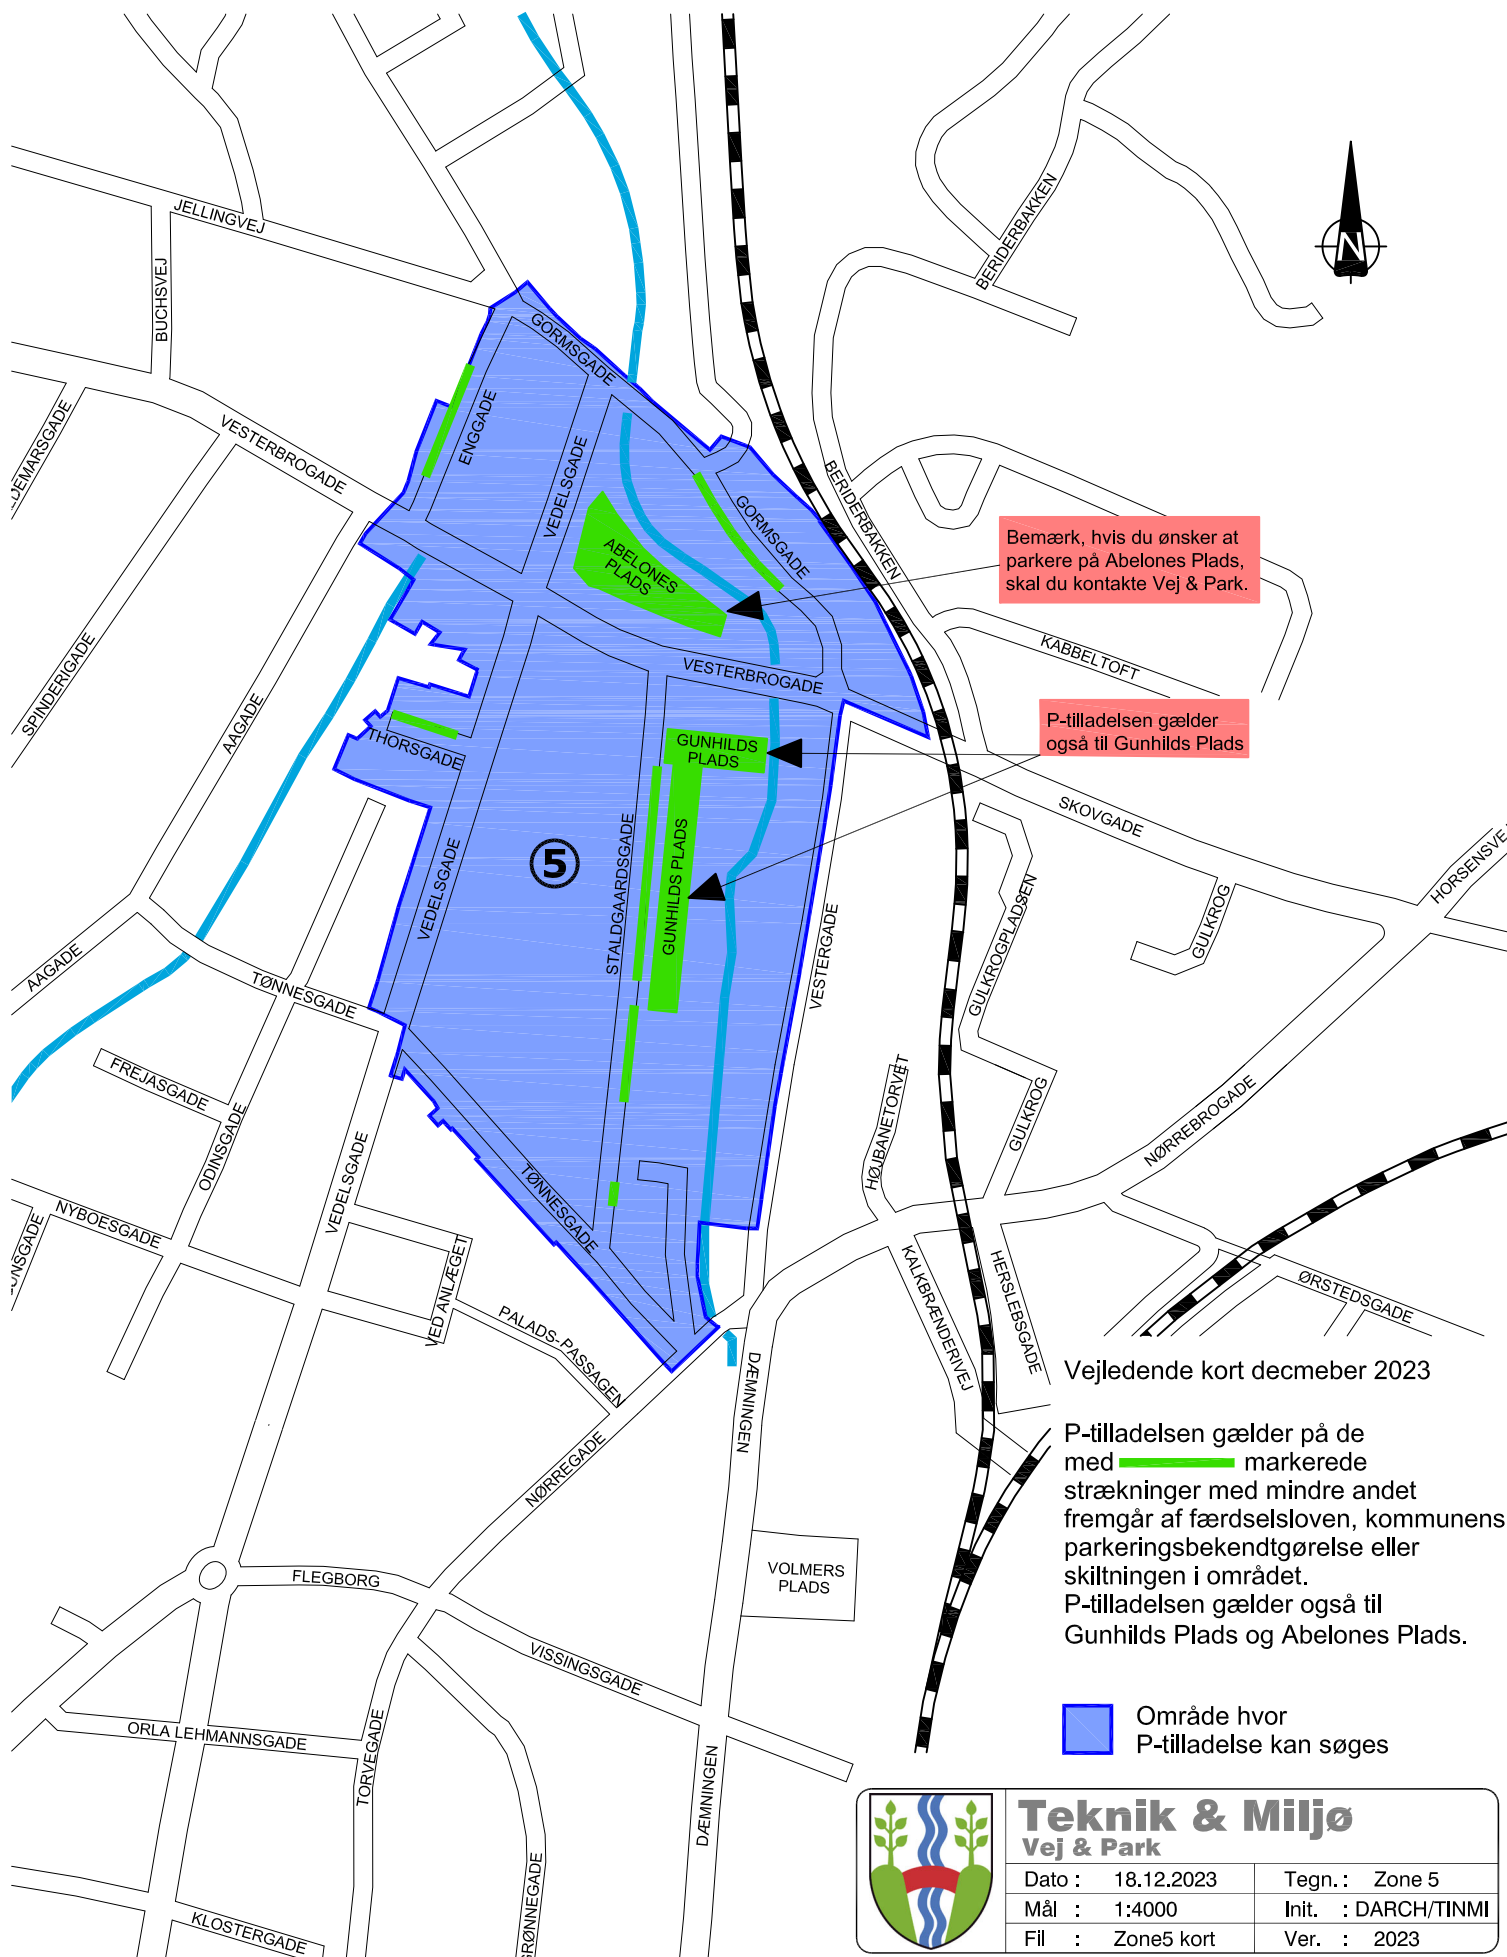 JELLINGVEJ
BUCHSVEJ
BERIDERBAKKEN
N
GORMSGADE
ENGGADE
VESTERBROGADE
VEDELSGADE
BERIDERBAKKEN
GORMSGADE
ABELONES
PLADS
Bemærk, hvis du ønsker at
parkere på Abelones Plads,
skal du kontakte Vej & Park.
KABBELTOFT
SPINDERIGADE
AAGADE
VESTERBROGADE
P-tilladelsen gælder
også til Gunhilds Plads
THORSGADE
GUNHILDS
PLADS
SKOVGADE
5
VEDELSGADE
STALDGAARDSGADE
GUNHILDS PLADS
VESTERGADE
GULKROGPLADSEN
GULKROG
AAGADE
TØNNESGADE
FREJASGADE
ODINSGADE
VEDELSGADE
HØJBANETORVET
GULKROG
NØRREBROGADE
TØNNESGADE
NYBOESGADE
VED ANLÆGET
PALADS-PASSAGEN
KALKBRÆNDERIVEJ
HERSLEBSGADE
ØRSTEDSGADE
DÆMNINGEN
NØRREGADE
Vejledende kort decmeber 2023
P-tilladelsen gælder på de
med markerede
strækninger med mindre andet
fremgår af færdselsloven, kommunens
parkeringsbekendtgørelse eller
skiltningen i området.
P-tilladelsen gælder også til
Gunhilds Plads og Abelones Plads.
VOLMERS
PLADS
FLEGBORG
VISSINGSGADE
ORLA LEHMANNSGADE
TORVEGADE
DÆMNINGEN
Område hvor
P-tilladelse kan søges
KLOSTERGADE
Teknik & Miljø
Vej & Park
Dato : 18.12.2023 Tegn. : Zone 5
Mål : 1:4000 Init. : DARCH/TINMI
Fil : Zone5 kort Ver. : 2023